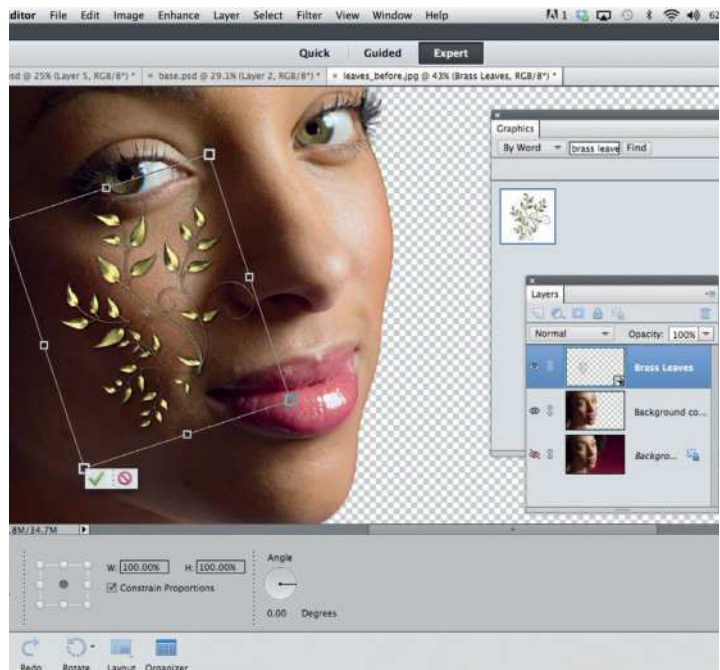 ditor File Edit Image Enhance Layer Select Filter View Window Help 1 62
Quick Guided Expert
sd @ 25% (Layer 5, RGB/8*) * × base.psd @ 29.1% (Layer 2, RGB/8*) * × leaves_before.jpg @ 43% (Brass Leaves, RGB/8*) *
Graphics
By Word brass leave Find
Layers
Normal Opacity: 100%
Brass Leaves
Background co...
Backgro...
.8M/34.7M
W: 100.00% H: 100.00%
Constrain Proportions
Angle
0.00 Degrees
Redo Rotate Layout Organizer